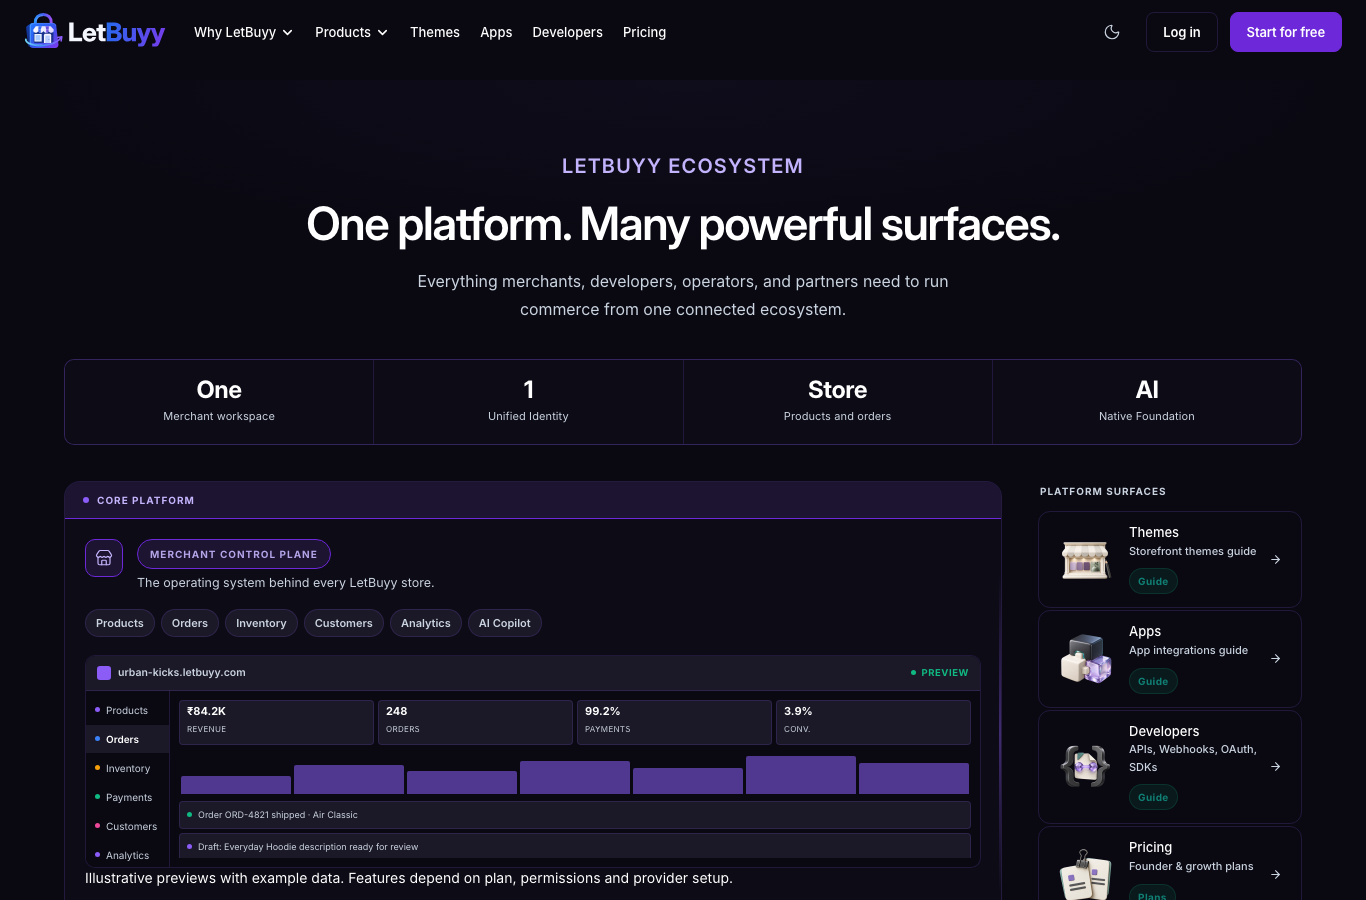 LetBuyy
Why LetBuyy
Products
Themes
Apps
Developers
Pricing
Log in
Start for free
LETBUYY ECOSYSTEM
One platform. Many powerful surfaces.
Everything merchants, developers, operators, and partners need to run
commerce from one connected ecosystem.
One
Merchant workspace
1
Unified Identity
Store
Products and orders
AI
Native Foundation
CORE PLATFORM
MERCHANT CONTROL PLANE
The operating system behind every LetBuyy store.
Products
Orders
Inventory
Customers
Analytics
AI Copilot
urban-kicks.letbuyy.com
PREVIEW
Products
Orders
Inventory
Payments
Customers
Analytics
₹84.2K
REVENUE
248
ORDERS
99.2%
PAYMENTS
3.9%
CONV.
Order ORD-4821 shipped · Air Classic
Draft: Everyday Hoodie description ready for review
Illustrative previews with example data. Features depend on plan, permissions and provider setup.
PLATFORM SURFACES
Themes
Storefront themes guide
Guide
Apps
App integrations guide
Guide
Developers
APIs, Webhooks, OAuth,
SDKs
Guide
Pricing
Founder & growth plans
Plans